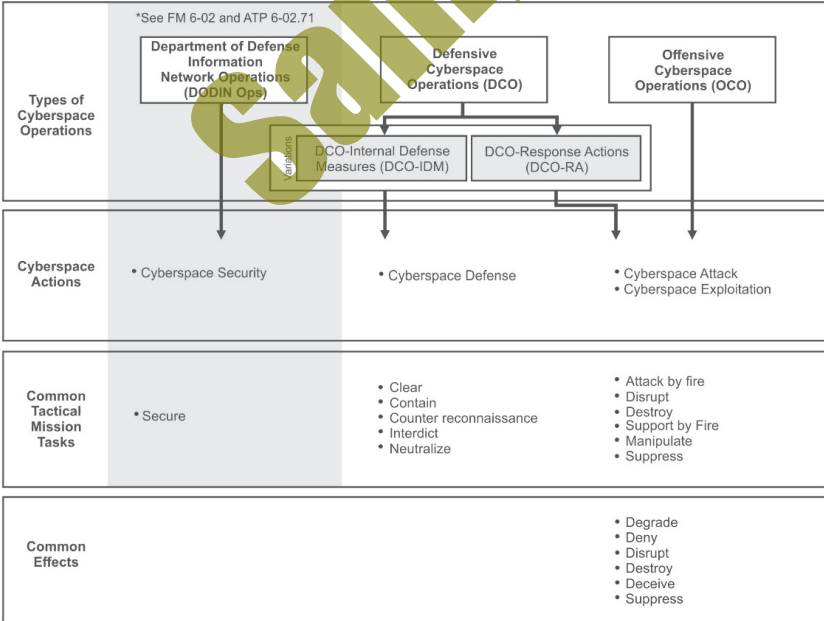 *See FM 6-02 and ATP 6-02.71
Department of Defense
Information
Network Operations
(DODIN Ops)
Defensive
Cyberspace
Operations (DCO)
Offensive
Cyberspace
Operations (OCO)
Types of
Cyberspace
Operations
Variations
DCO-Internal Defense
Measures (DCO-IDM)
DCO-Response Actions
(DCO-RA)
Cyberspace
Actions
• Cyberspace Security
• Cyberspace Defense
• Cyberspace Attack
• Cyberspace Exploitation
Common
Tactical
Mission
Tasks
• Secure
• Clear
• Contain
• Counter reconnaissance
• Interdict
• Neutralize
• Attack by fire
• Disrupt
• Destroy
• Support by Fire
• Manipulate
• Suppress
Common
Effects
• Degrade
• Deny
• Disrupt
• Destroy
• Deceive
• Suppress